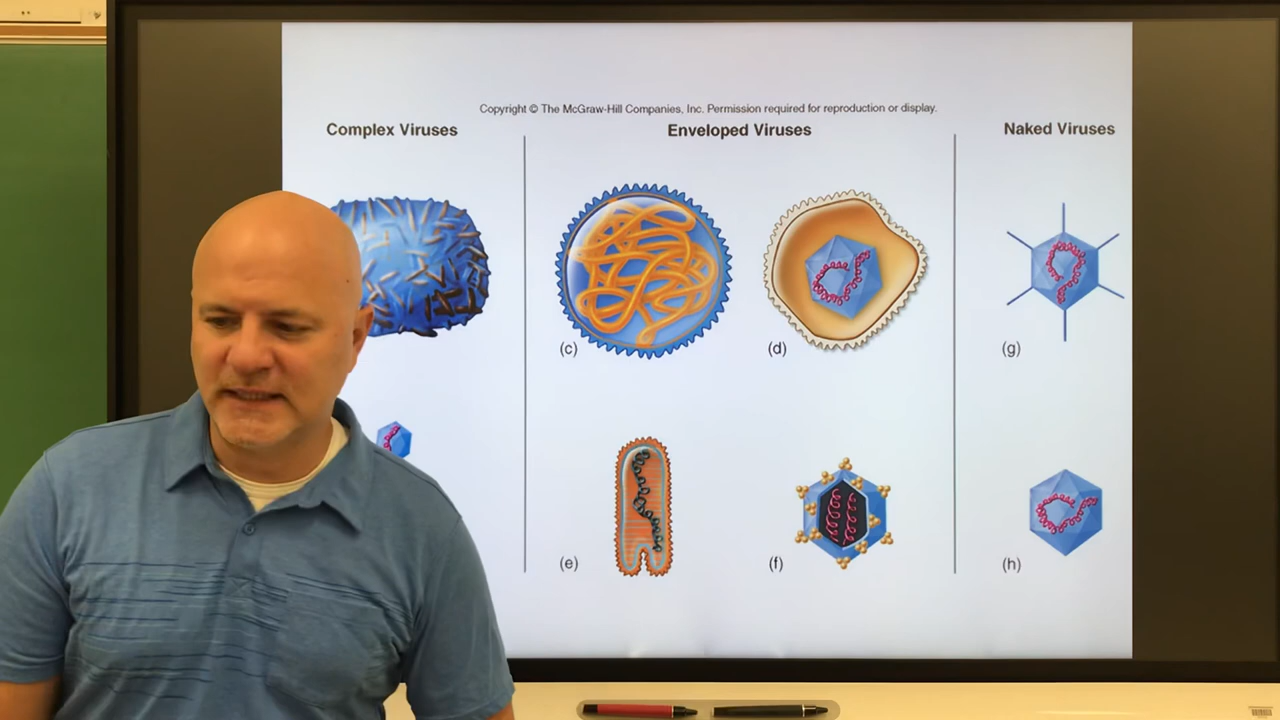 Copyright © The McGraw-Hill Companies, Inc. Permission required for reproduction or display.
Complex Viruses
Enveloped Viruses
Naked Viruses
(c)
(d)
(g)
(e)
(f)
(h)